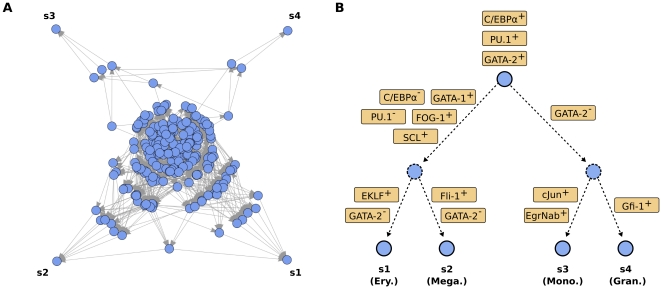 A
s3
s4
s2
s1
B
C/EBPα+
PU.1+
GATA-2+
C/EBPα-
GATA-1+
PU.1-
FOG-1+
SCL+
GATA-2-
EKLF+
Fli-1+
GATA-2-
GATA-2-
cJun+
EgrNab+
Gfi-1+
s1
(Ery.)
s2
(Mega.)
s3
(Mono.)
s4
(Gran.)